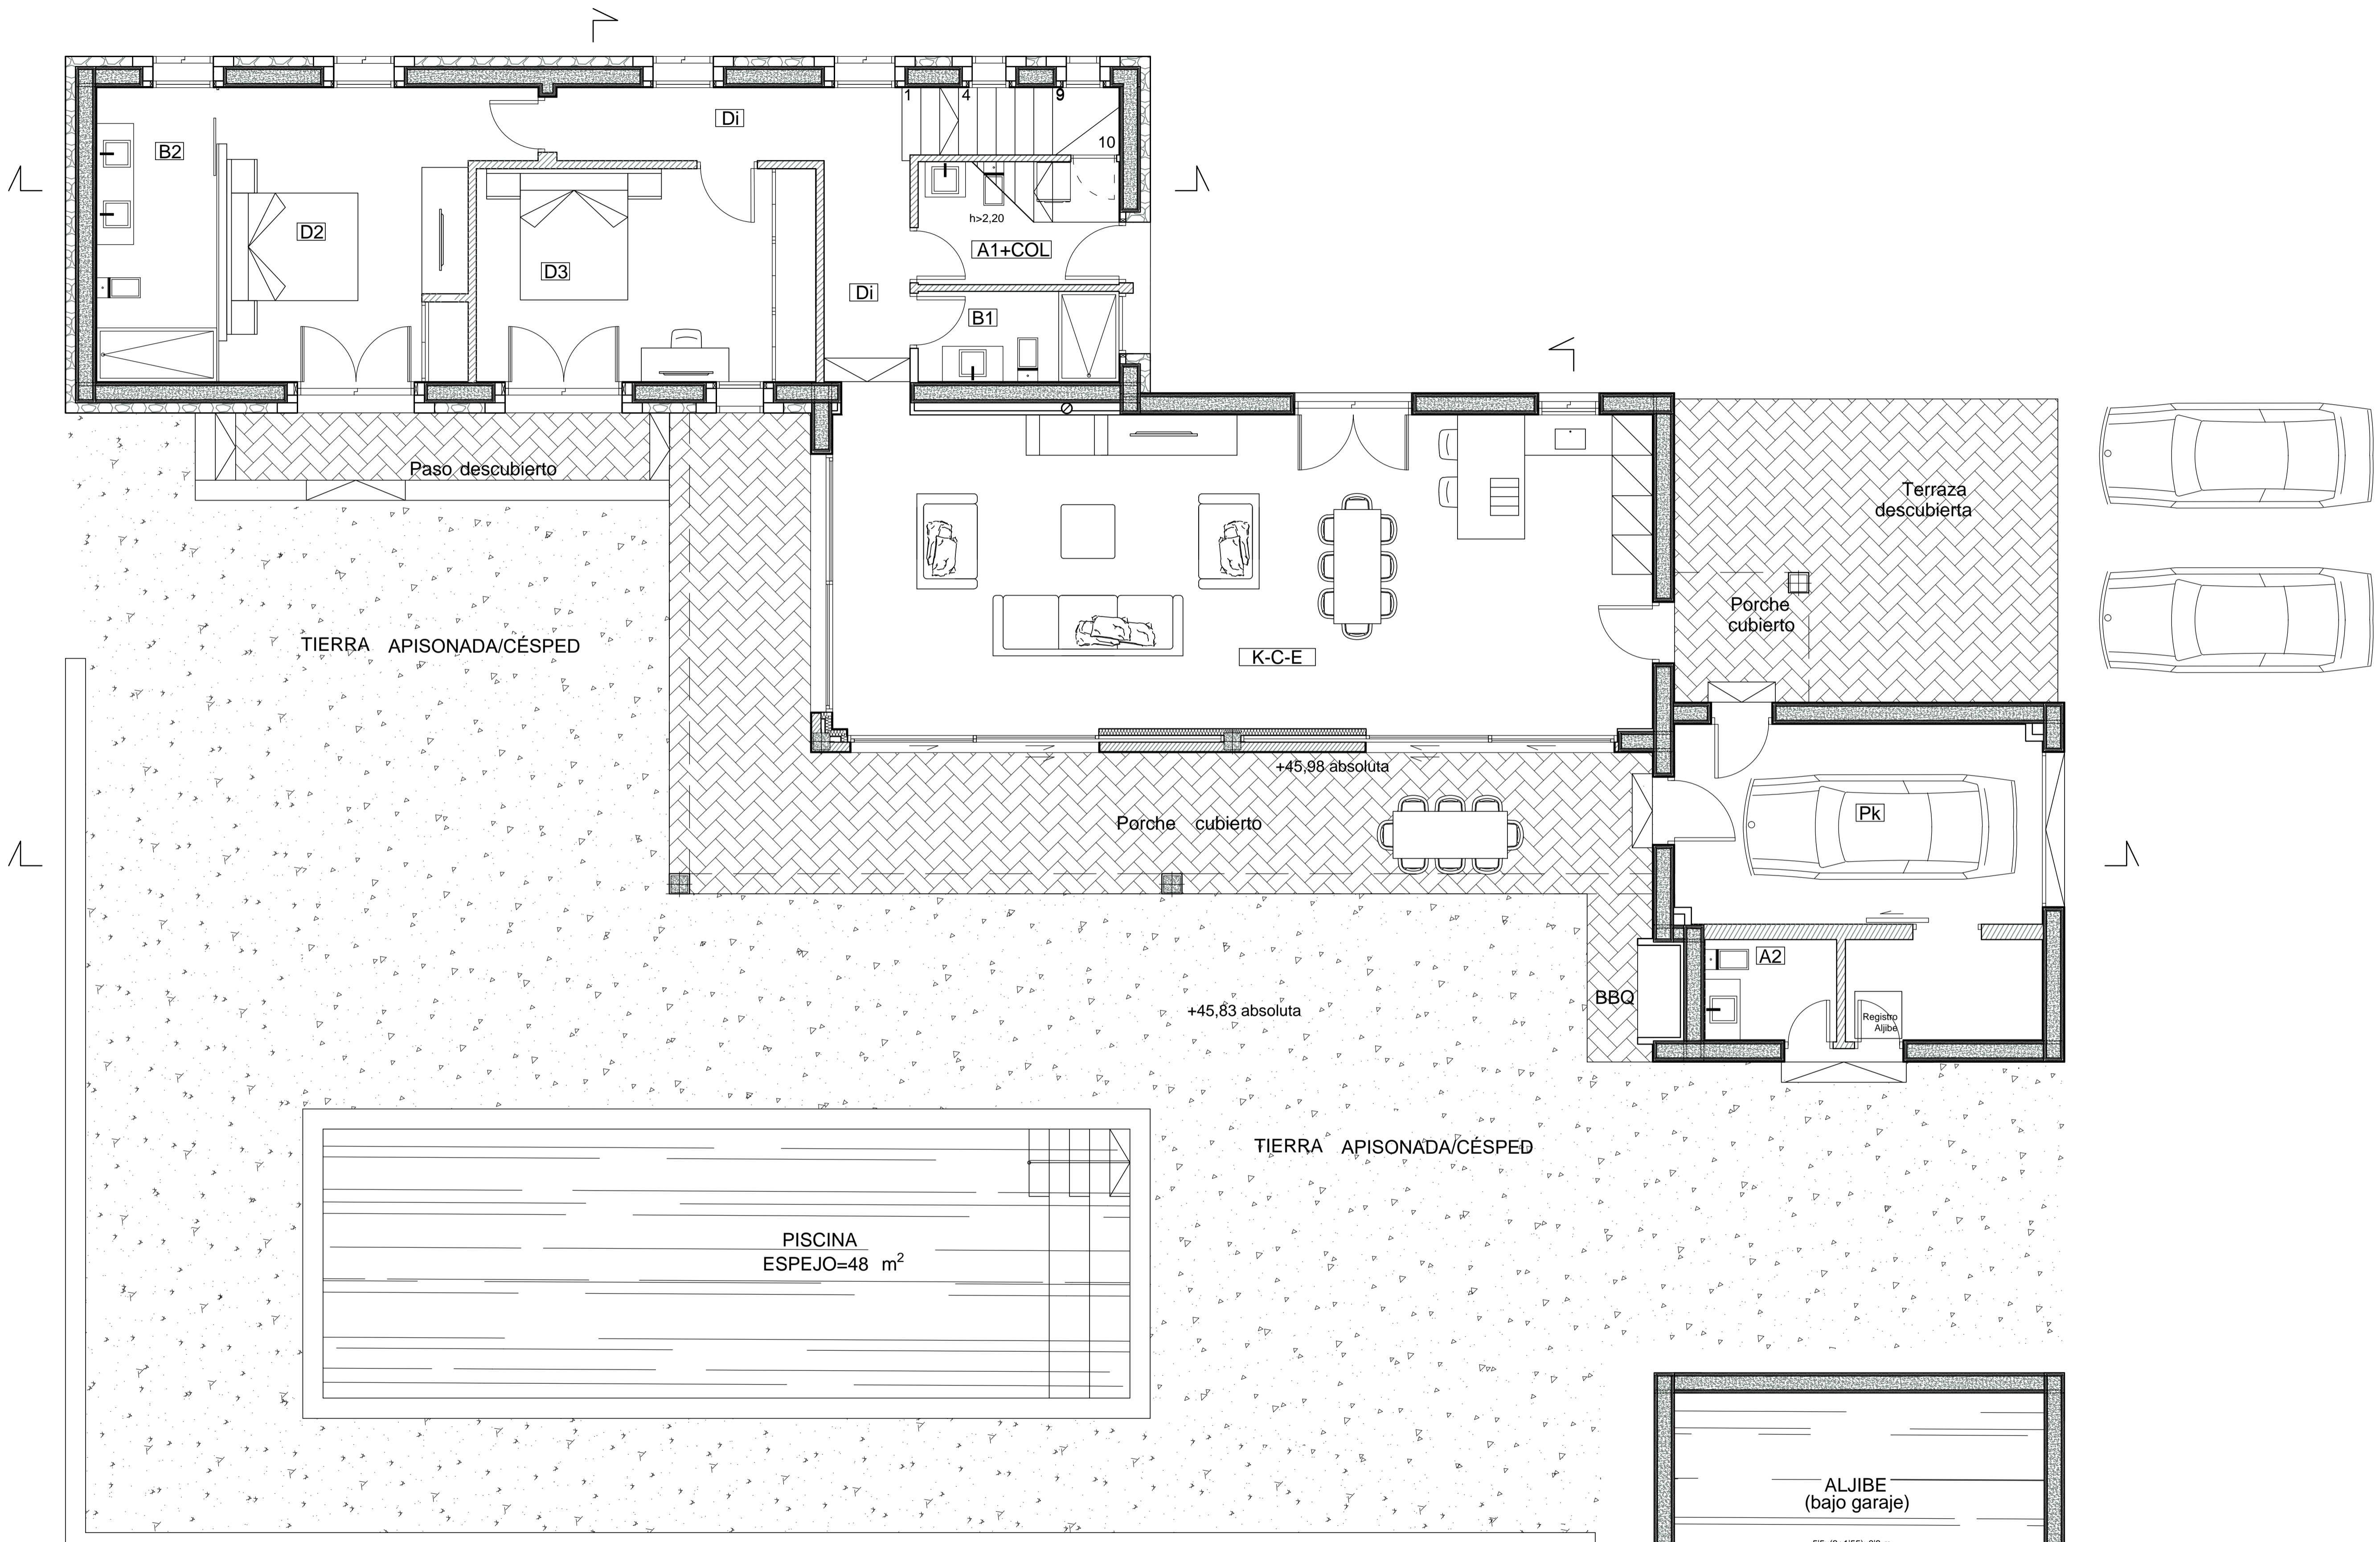 1
4
9
Di
10
B2
D2
h>2,20
A1+COL
D3
Di
B1
Paso descubierto
Terraza
descubierta
Porche
cubierto
TIERRA APISONADA/CÉSPED
K-C-E
+45,98 absoluta
Porche cubierto
Pk
A2
BBQ
+45,83 absoluta
Registro
Aljibe
TIERRA APISONADA/CÉSPED
PISCINA
ESPEJO=48 m²
ALJIBE
(bajo garaje)